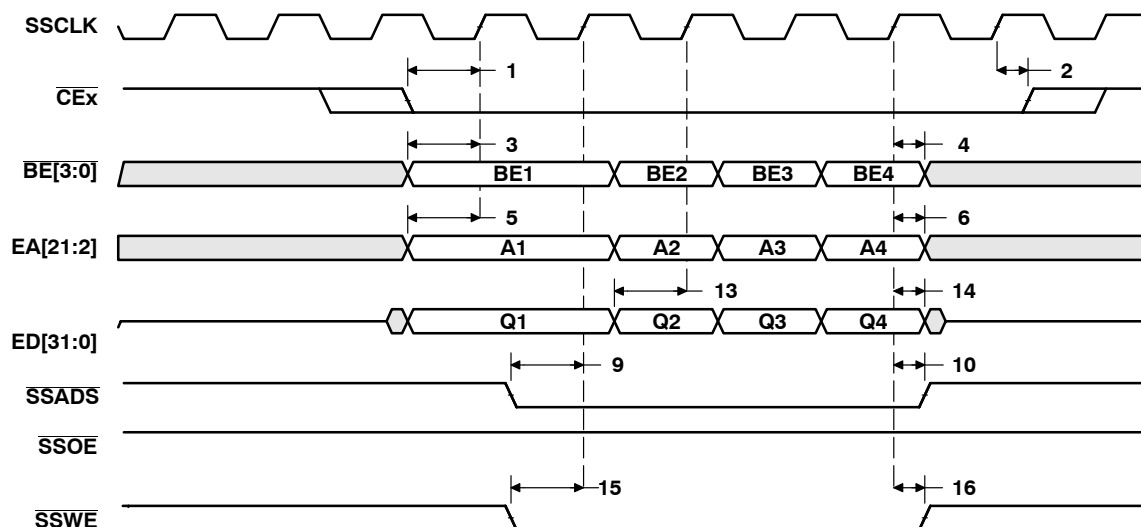 SSCLK
1 2
CEx
3 4
BE[3:0] BE1 BE2 BE3 BE4
5 6
EA[21:2] A1 A2 A3 A4
13 14
ED[31:0] Q1 Q2 Q3 Q4
9 10
SSADS
SSOE
15 16
SSWE